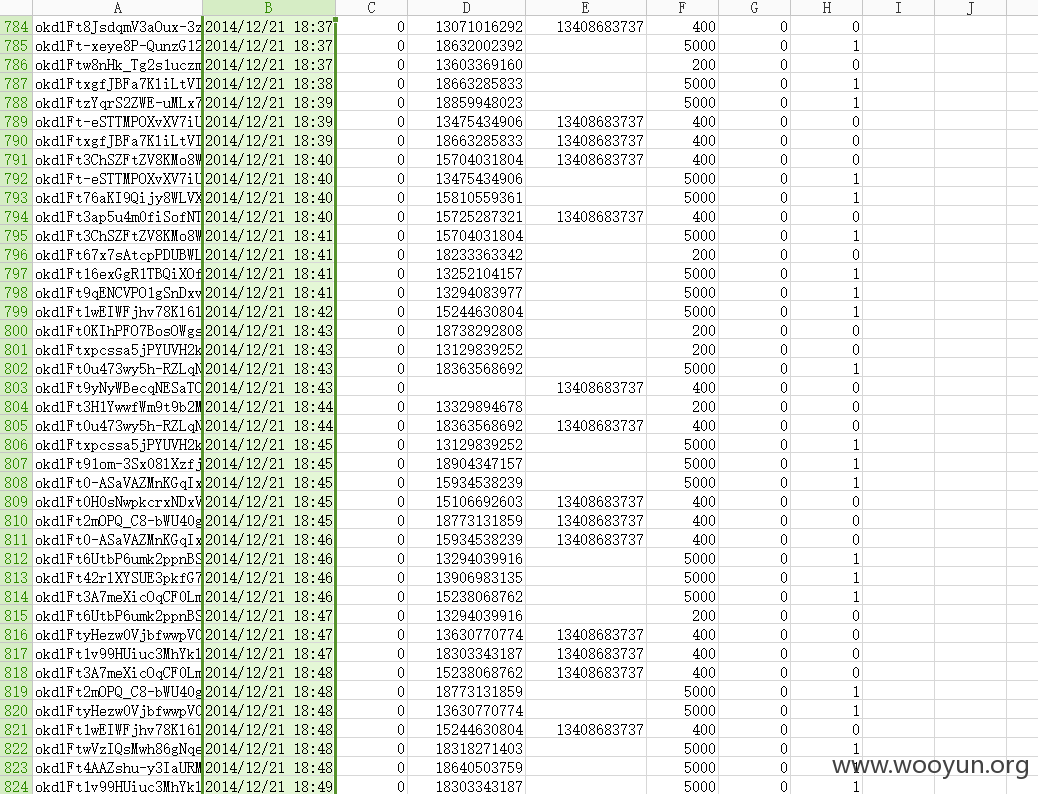 A B C D E F G H I J
784 okdlFt8JsdqmV3aOux-3z 2014/12/21 18:37 0 13071016292 13408683737 400 0 0
785 okdlFt-xeye8P-QunzG12 2014/12/21 18:37 0 18632002392 5000 0 1
786 okdlFtw8nHk_Tg2sluczm 2014/12/21 18:37 0 13603369160 200 0 0
787 okdlFtxgfJBFa7KliLtVI 2014/12/21 18:38 0 18663285833 5000 0 1
788 okdlFtzYqrS2ZWE-uMLx7 2014/12/21 18:39 0 18859948023 5000 0 1
789 okdlFt-eSTTMPOXvXV7iU 2014/12/21 18:39 0 13475434906 13408683737 400 0 0
790 okdlFtxgfJBFa7KliLtVI 2014/12/21 18:39 0 18663285833 13408683737 400 0 0
791 okdlFt3ChSZFtZV8KMo8W 2014/12/21 18:40 0 15704031804 13408683737 400 0 0
792 okdlFt-eSTTMPOXvXV7iU 2014/12/21 18:40 0 13475434906 5000 0 1
793 okdlFt76aKI9Qijy8WLVX 2014/12/21 18:40 0 15810559361 5000 0 1
794 okdlFt3ap5u4m0fiSofNT 2014/12/21 18:40 0 15725287321 13408683737 400 0 0
795 okdlFt3ChSZFtZV8KMo8W 2014/12/21 18:41 0 15704031804 5000 0 1
796 okdlFt67x7sAtcpPDUBWL 2014/12/21 18:41 0 18233363342 200 0 0
797 okdlFt16exGgR1TBQiXOf 2014/12/21 18:41 0 13252104157 5000 0 1
798 okdlFt9qENCVPOlgSnDxv 2014/12/21 18:41 0 13294083977 5000 0 1
799 okdlFt1wEIWFjhv78K161 2014/12/21 18:42 0 15244630804 5000 0 1
800 okdlFt0KIhPFO7BosOWgs 2014/12/21 18:43 0 18738292808 200 0 0
801 okdlFtxpcssa5jPYUVH2k 2014/12/21 18:43 0 13129839252 200 0 0
802 okdlFt0u473wy5h-RZLqN 2014/12/21 18:43 0 18363568692 5000 0 1
803 okdlFt9yNyWBecqNESaTC 2014/12/21 18:43 0 13408683737 400 0 0
804 okdlFt3H1YwwfWm9t9b2M 2014/12/21 18:44 0 13329894678 200 0 0
805 okdlFt0u473wy5h-RZLqN 2014/12/21 18:44 0 18363568692 13408683737 400 0 0
806 okdlFtxpcssa5jPYUVH2k 2014/12/21 18:45 0 13129839252 5000 0 1
807 okdlFt91om-3Sx081Xzfj 2014/12/21 18:45 0 18904347157 5000 0 1
808 okdlFt0-ASaVAZMnKGqIx 2014/12/21 18:45 0 15934538239 5000 0 1
809 okdlFt0H0sNwpkcrxNDxV 2014/12/21 18:45 0 15106692603 13408683737 400 0 0
810 okdlFt2mOPQ_C8-bWU40g 2014/12/21 18:45 0 18773131859 13408683737 400 0 0
811 okdlFt0-ASaVAZMnKGqIx 2014/12/21 18:46 0 15934538239 13408683737 400 0 0
812 okdlFt6UtbP6umk2ppnBS 2014/12/21 18:46 0 13294039916 5000 0 1
813 okdlFt42r1XYSUE3pkfG7 2014/12/21 18:46 0 13906983135 5000 0 1
814 okdlFt3A7meXicOqCF0Lm 2014/12/21 18:46 0 15238068762 5000 0 1
815 okdlFt6UtbP6umk2ppnBS 2014/12/21 18:47 0 13294039916 200 0 0
816 okdlFtyHezw0VjbfwwpVC 2014/12/21 18:47 0 13630770774 13408683737 400 0 0
817 okdlFt1v99HUiuc3MhYk1 2014/12/21 18:47 0 18303343187 13408683737 400 0 0
818 okdlFt3A7meXicOqCF0Lm 2014/12/21 18:48 0 15238068762 13408683737 400 0 0
819 okdlFt2mOPQ_C8-bWU40g 2014/12/21 18:48 0 18773131859 5000 0 1
820 okdlFtyHezw0VjbfwwpVC 2014/12/21 18:48 0 13630770774 5000 0 1
821 okdlFt1wEIWFjhv78K161 2014/12/21 18:48 0 15244630804 13408683737 400 0 0
822 okdlFtwVzIQsMwh86gNqe 2014/12/21 18:48 0 18318271403 5000 0 1
823 okdlFt4AAZshu-y3IaURM 2014/12/21 18:48 0 18640503759 5000 0 1
824 okdlFt1v99HUiuc3MhYk1 2014/12/21 18:49 0 18303343187 5000 0 1
www.wooyun.org